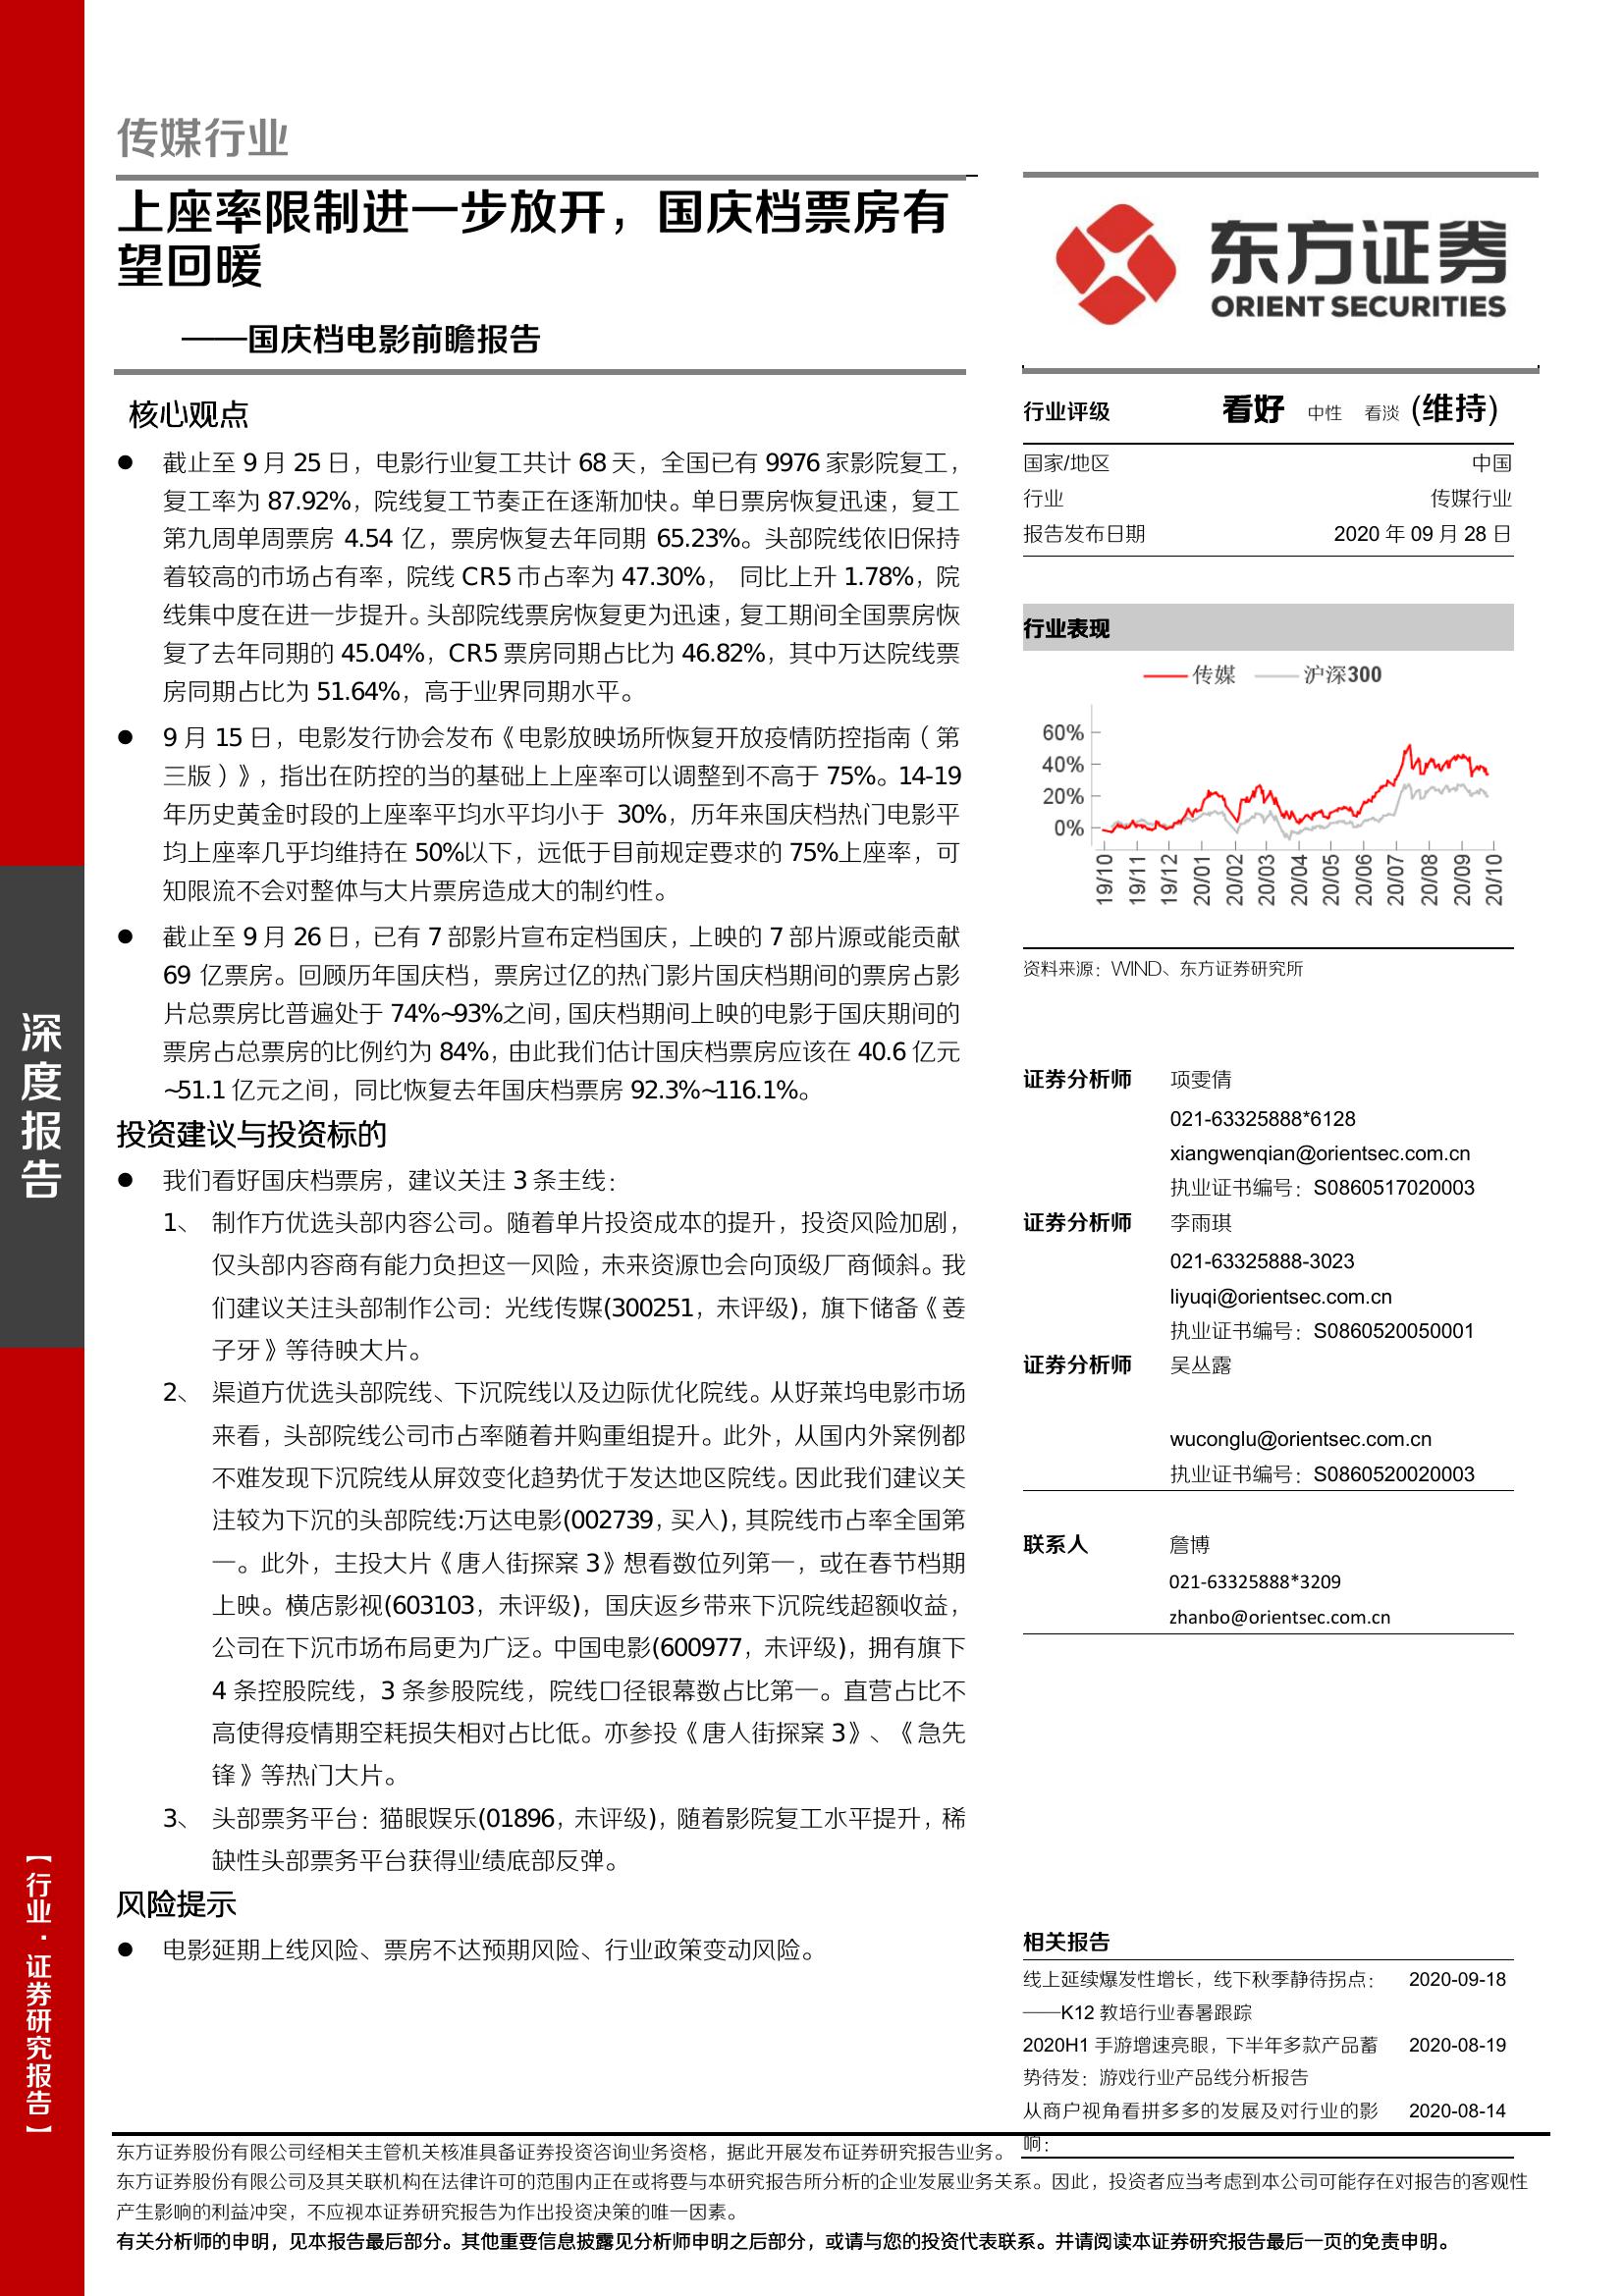 传媒行业
上座率限制进一步放开，国庆档票房有
望回暖
——国庆档电影前瞻报告
核心观点
● 截止至 9 月 25 日，电影行业复工共计 68 天，全国已有 9976 家影院复工，
复工率为 87.92%，院线复工节奏正在逐渐加快。单日票房恢复迅速，复工
第九周单周票房 4.54 亿，票房恢复去年同期 65.23%。头部院线依旧保持
着较高的市场占有率，院线 CR5 市占率为 47.30%， 同比上升 1.78%，院
线集中度在进一步提升。头部院线票房恢复更为迅速，复工期间全国票房恢
复了去年同期的 45.04%，CR5 票房同期占比为 46.82%，其中万达院线票
房同期占比为 51.64%，高于业界同期水平。
● 9 月 15 日，电影发行协会发布《电影放映场所恢复开放疫情防控指南（第
三版）》，指出在防控的当的基础上上座率可以调整到不高于 75%。14-19
年历史黄金时段的上座率平均水平均小于 30%，历年来国庆档热门电影平
均上座率几乎均维持在 50%以下，远低于目前规定要求的 75%上座率，可
知限流不会对整体与大片票房造成大的制约性。
● 截止至 9 月 26 日，已有 7 部影片宣布定档国庆，上映的 7 部片源或能贡献
69 亿票房。回顾历年国庆档，票房过亿的热门影片国庆档期间的票房占影
片总票房比普遍处于 74%~93%之间，国庆档期间上映的电影于国庆期间的
票房占总票房的比例约为 84%，由此我们估计国庆档票房应该在 40.6 亿元
~51.1 亿元之间，同比恢复去年国庆档票房 92.3%~116.1%。
投资建议与投资标的
● 我们看好国庆档票房，建议关注 3 条主线：
1、 制作方优选头部内容公司。随着单片投资成本的提升，投资风险加剧，
仅头部内容商有能力负担这一风险，未来资源也会向顶级厂商倾斜。我
们建议关注头部制作公司：光线传媒(300251，未评级)，旗下储备《姜
子牙》等待映大片。
2、 渠道方优选头部院线、下沉院线以及边际优化院线。从好莱坞电影市场
来看，头部院线公司市占率随着并购重组提升。此外，从国内外案例都
不难发现下沉院线从屏效变化趋势优于发达地区院线。因此我们建议关
注较为下沉的头部院线:万达电影(002739，买入)，其院线市占率全国第
一。此外，主投大片《唐人街探案 3》想看数位列第一，或在春节档期
上映。横店影视(603103，未评级)，国庆返乡带来下沉院线超额收益，
公司在下沉市场布局更为广泛。中国电影(600977，未评级)，拥有旗下
4 条控股院线，3 条参股院线，院线口径银幕数占比第一。直营占比不
高使得疫情期空耗损失相对占比低。亦参投《唐人街探案 3》、《急先
锋》等热门大片。
3、 头部票务平台：猫眼娱乐(01896，未评级)，随着影院复工水平提升，稀
缺性头部票务平台获得业绩底部反弹。
风险提示
● 电影延期上线风险、票房不达预期风险、行业政策变动风险。
东方证券
ORIENT SECURITIES
行业评级 看好 中性 看淡 (维持)
国家/地区 中国
行业 传媒行业
报告发布日期 2020 年 09 月 28 日
行业表现
传媒 沪深300
60%
40%
20%
0%
19/10 19/11 19/12 20/01 20/02 20/03 20/04 20/05 20/06 20/07 20/08 20/09 20/10
资料来源：WIND、东方证券研究所
证券分析师 项雯倩
021-63325888*6128
xiangwenqian@orientsec.com.cn
执业证书编号：S0860517020003
证券分析师 李雨琪
021-63325888-3023
liyuqi@orientsec.com.cn
执业证书编号：S0860520050001
证券分析师 吴丛露
wuconglu@orientsec.com.cn
执业证书编号：S0860520020003
联系人 詹博
021-63325888*3209
zhanbo@orientsec.com.cn
相关报告
线上延续爆发性增长，线下秋季静待拐点： 2020-09-18
——K12 教培行业春暑跟踪
2020H1 手游增速亮眼，下半年多款产品蓄 2020-08-19
势待发：游戏行业产品线分析报告
从商户视角看拼多多的发展及对行业的影 2020-08-14
响：
深度报告
【行业·证券研究报告】
东方证券股份有限公司经相关主管机关核准具备证券投资咨询业务资格，据此开展发布证券研究报告业务。
东方证券股份有限公司及其关联机构在法律许可的范围内正在或将要与本研究报告所分析的企业发展业务关系。因此，投资者应当考虑到本公司可能存在对报告的客观性
产生影响的利益冲突，不应视本证券研究报告为作出投资决策的唯一因素。
有关分析师的申明，见本报告最后部分。其他重要信息披露见分析师申明之后部分，或请与您的投资代表联系。并请阅读本证券研究报告最后一页的免责申明。